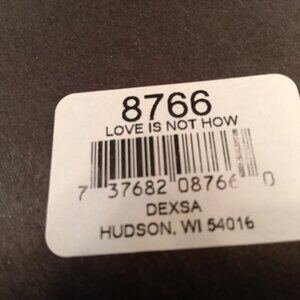 8766
LOVE IS NOT HOW
7 37682 08766 0
DEXSA
HUDSON, WI 54016